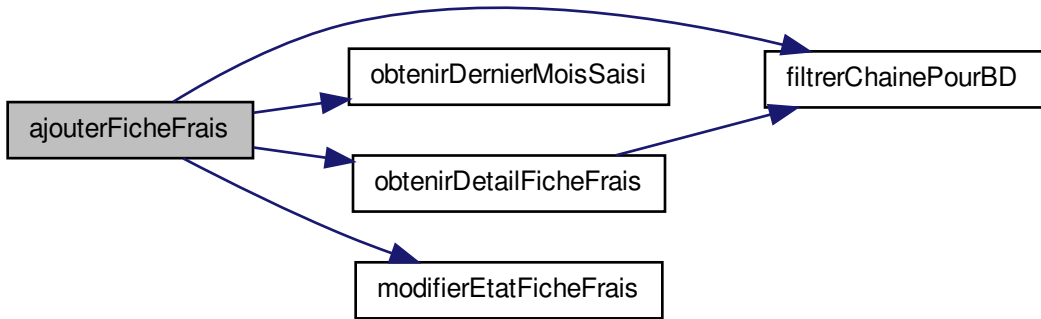 ajouterFicheFrais
obtenirDernierMoisSaisi
obtenirDetailFicheFrais
modifierEtatFicheFrais
filtrerChainePourBD